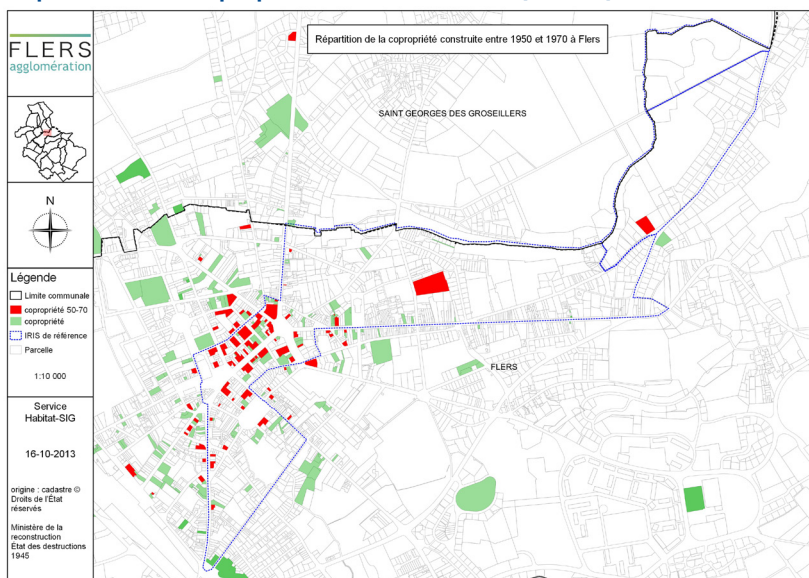 Répartition de la copropriété construite entre 1950 et 1970 à Flers
FLERS
agglomération
SAINT GEORGES DES GROSEILLERS
N
Légende
Limite communale
copropriété 50-70
copropriété
IRIS de référence
Parcelle
1:10 000
FLERS
Service
Habitat-SIG
16-10-2013
origine : cadastre ©
Droits de l'État
réservés
Ministère de la
reconstruction
État des destructions
1945